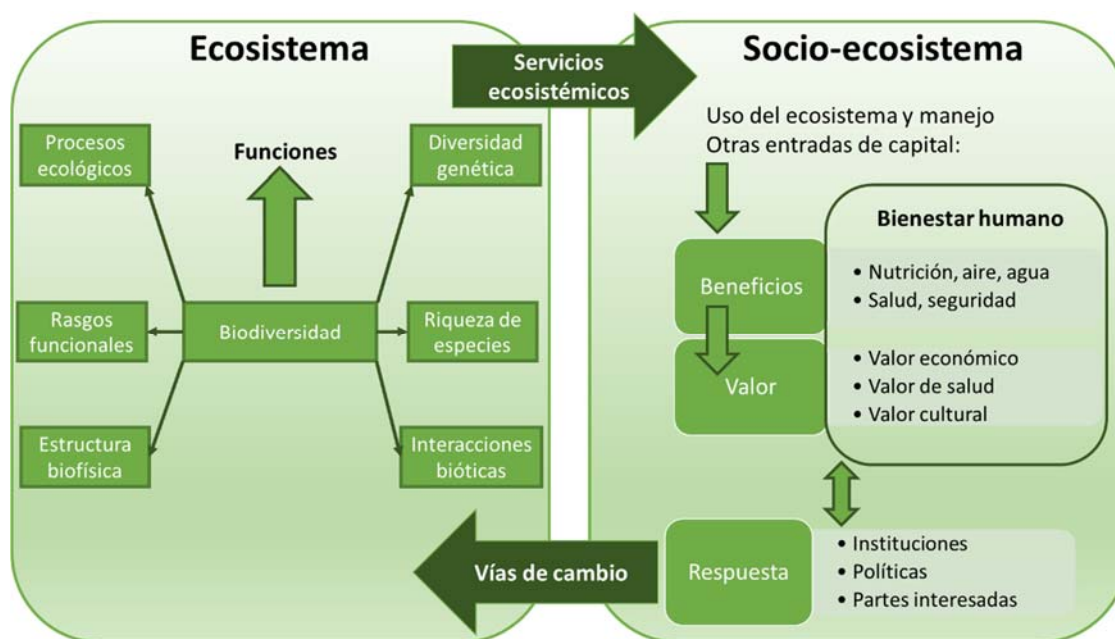 Ecosistema
Servicios
ecosistémicos
Socio-ecosistema
Procesos
ecológicos
Funciones
Diversidad
genética
Rasgos
funcionales
Biodiversidad
Riqueza de
especies
Estructura
biofísica
Interacciones
bióticas
Uso del ecosistema y manejo
Otras entradas de capital:
Bienestar humano
Beneficios
• Nutrición, aire, agua
• Salud, seguridad
Valor
• Valor económico
• Valor de salud
• Valor cultural
Vías de cambio
Respuesta
• Instituciones
• Políticas
• Partes interesadas